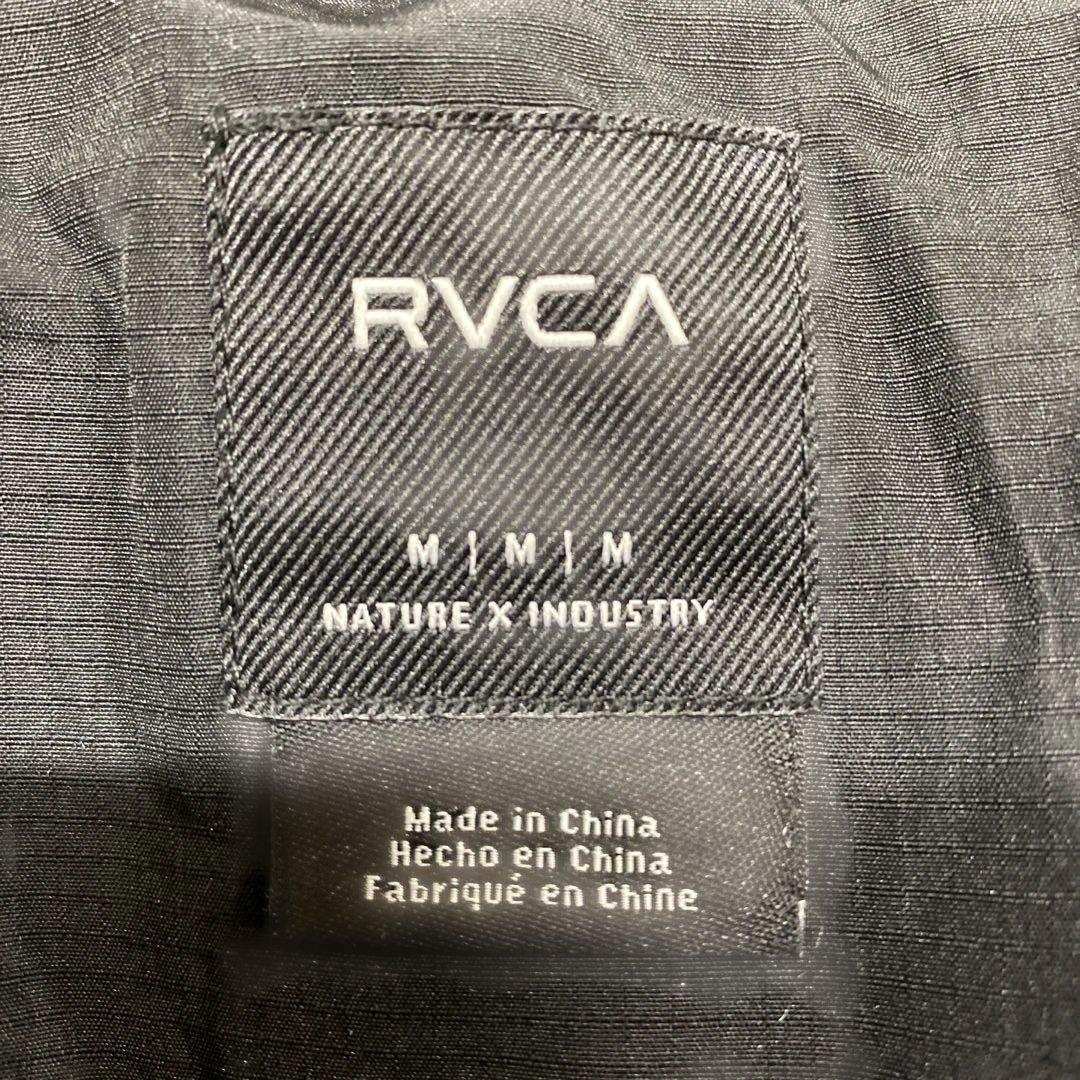 RVCA
M | M | M
NATURE X INDUSTRY
Made in China
Hecho en China
Fabriqué en Chine